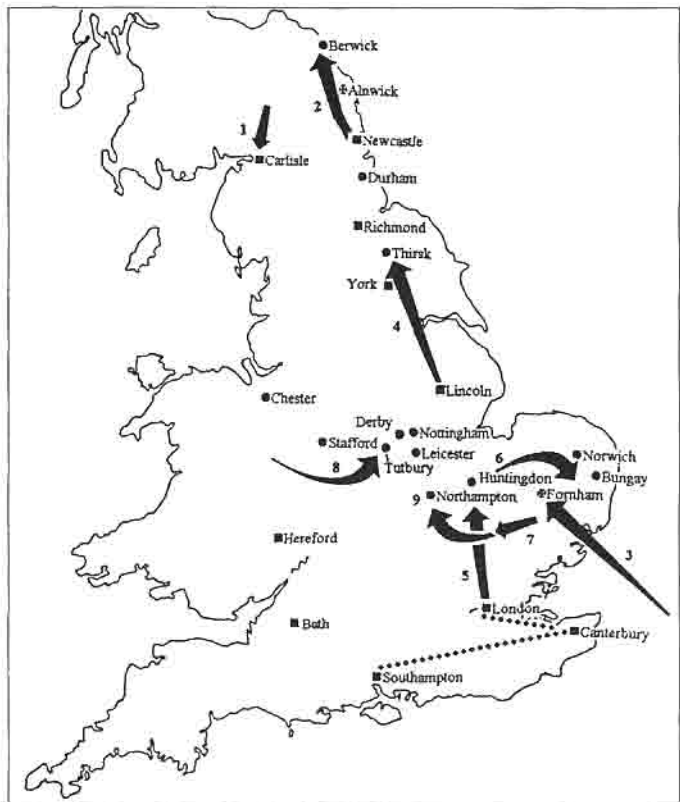 Berwick
Alnwick
2
1
Newcastle
Carlisle
Durham
Richmond
Thirsk
York
4
Lincoln
Chester
Derby
Nottingham
Stafford
Leicester
Tutbury
8
6
Norwich
Huntingdon
Bungay
9
Northampton
Fornham
7
3
Hereford
5
London
Bath
Canterbury
Southampton